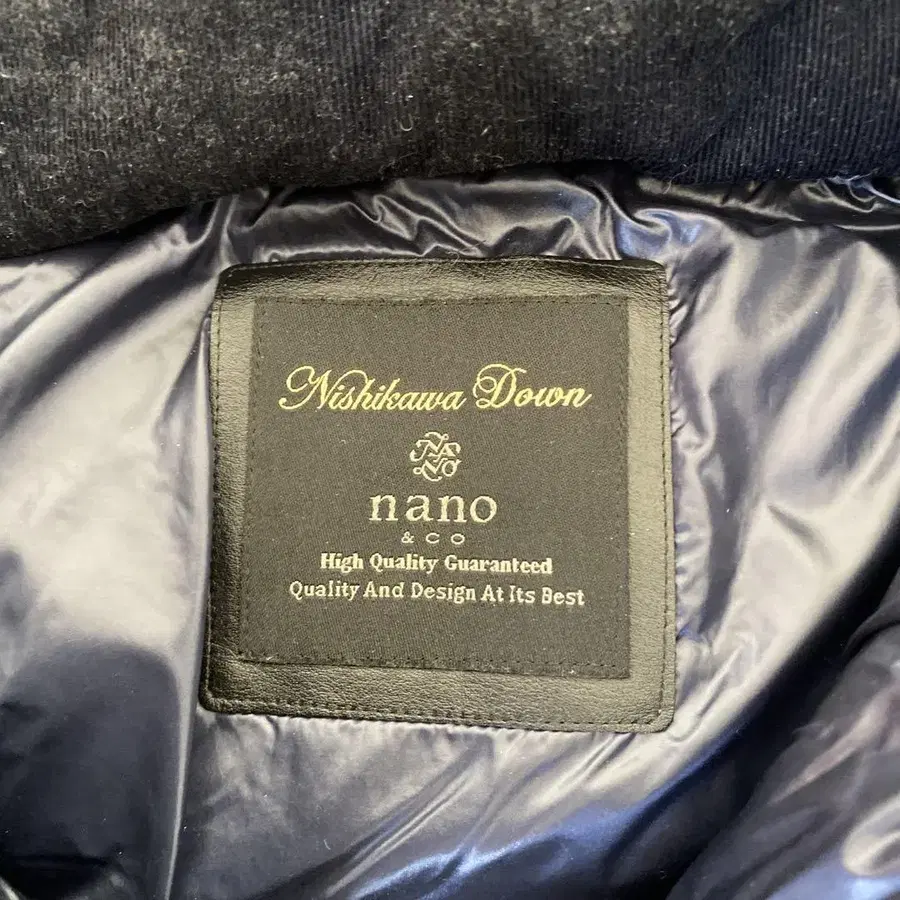 Nishikawa Down
nano
& CO
High Quality Guaranteed
Quality And Design At Its Best